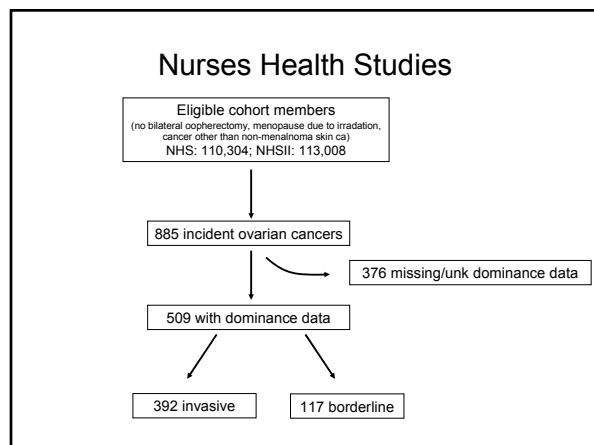 Nurses Health Studies
Eligible cohort members
(no bilateral oopherectomy, menopause due to irradiation,
cancer other than non-menalnoma skin ca)
NHS: 110,304; NHSII: 113,008
885 incident ovarian cancers
376 missing/unk dominance data
509 with dominance data
392 invasive
117 borderline